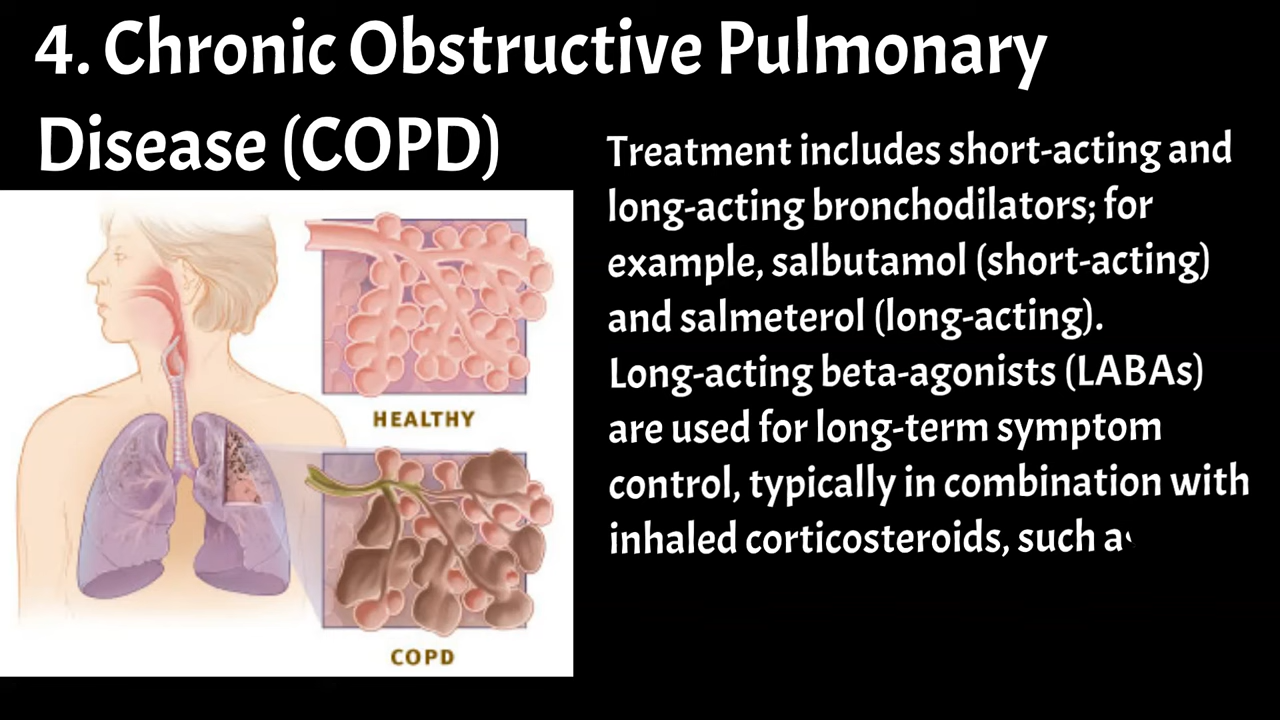 4. Chronic Obstructive Pulmonary
Disease (COPD)
Treatment includes short-acting and
long-acting bronchodilators; for
example, salbutamol (short-acting)
and salmeterol (long-acting).
Long-acting beta-agonists (LABAs)
are used for long-term symptom
control, typically in combination with
inhaled corticosteroids, such
HEALTHY
COPD